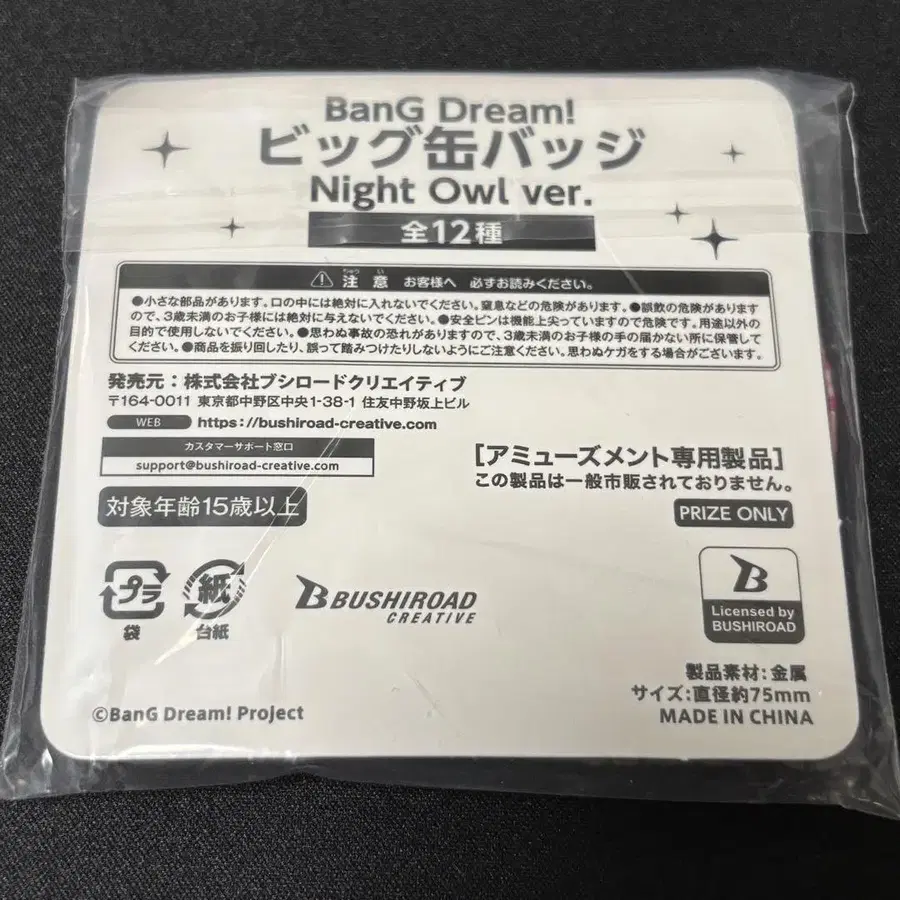 BanG Dream!
ビッグ缶バッジ
Night Owl ver.
全12種
注意 お客様へ 必ずお読みください。
ちゅうい
●小さな部品があります。口の中には絶対に入れないでください。窒息などの危険があります。●誤飲の危険があります
ので、3歳未満のお子様には絶対に与えないでください。●安全ピンは機能上尖っていますので危険です。用途以外の
目的で使用しないでください。●思わぬ事故の恐れがありますので、3歳未満のお子様の手の届かない所に保管して
ください。●商品を振り回したり、誤って踏みつけたりしないようにご注意ください。思わぬケガをする場合がございます。
発売元：株式会社ブシロードクリエイティブ
〒164-0011 東京都中野区中央1-38-1 住友中野坂上ビル
WEB https://bushiroad-creative.com
カスタマーサポート窓口
support@bushiroad-creative.com
[アミューズメント専用製品]
この製品は一般市販されておりません。
対象年齢15歳以上
PRIZE ONLY
プラ
袋
紙
台紙
BUSHIROAD
CREATIVE
B
Licensed by
BUSHIROAD
製品素材：金属
サイズ：直径約75mm
MADE IN CHINA
©BanG Dream! Project